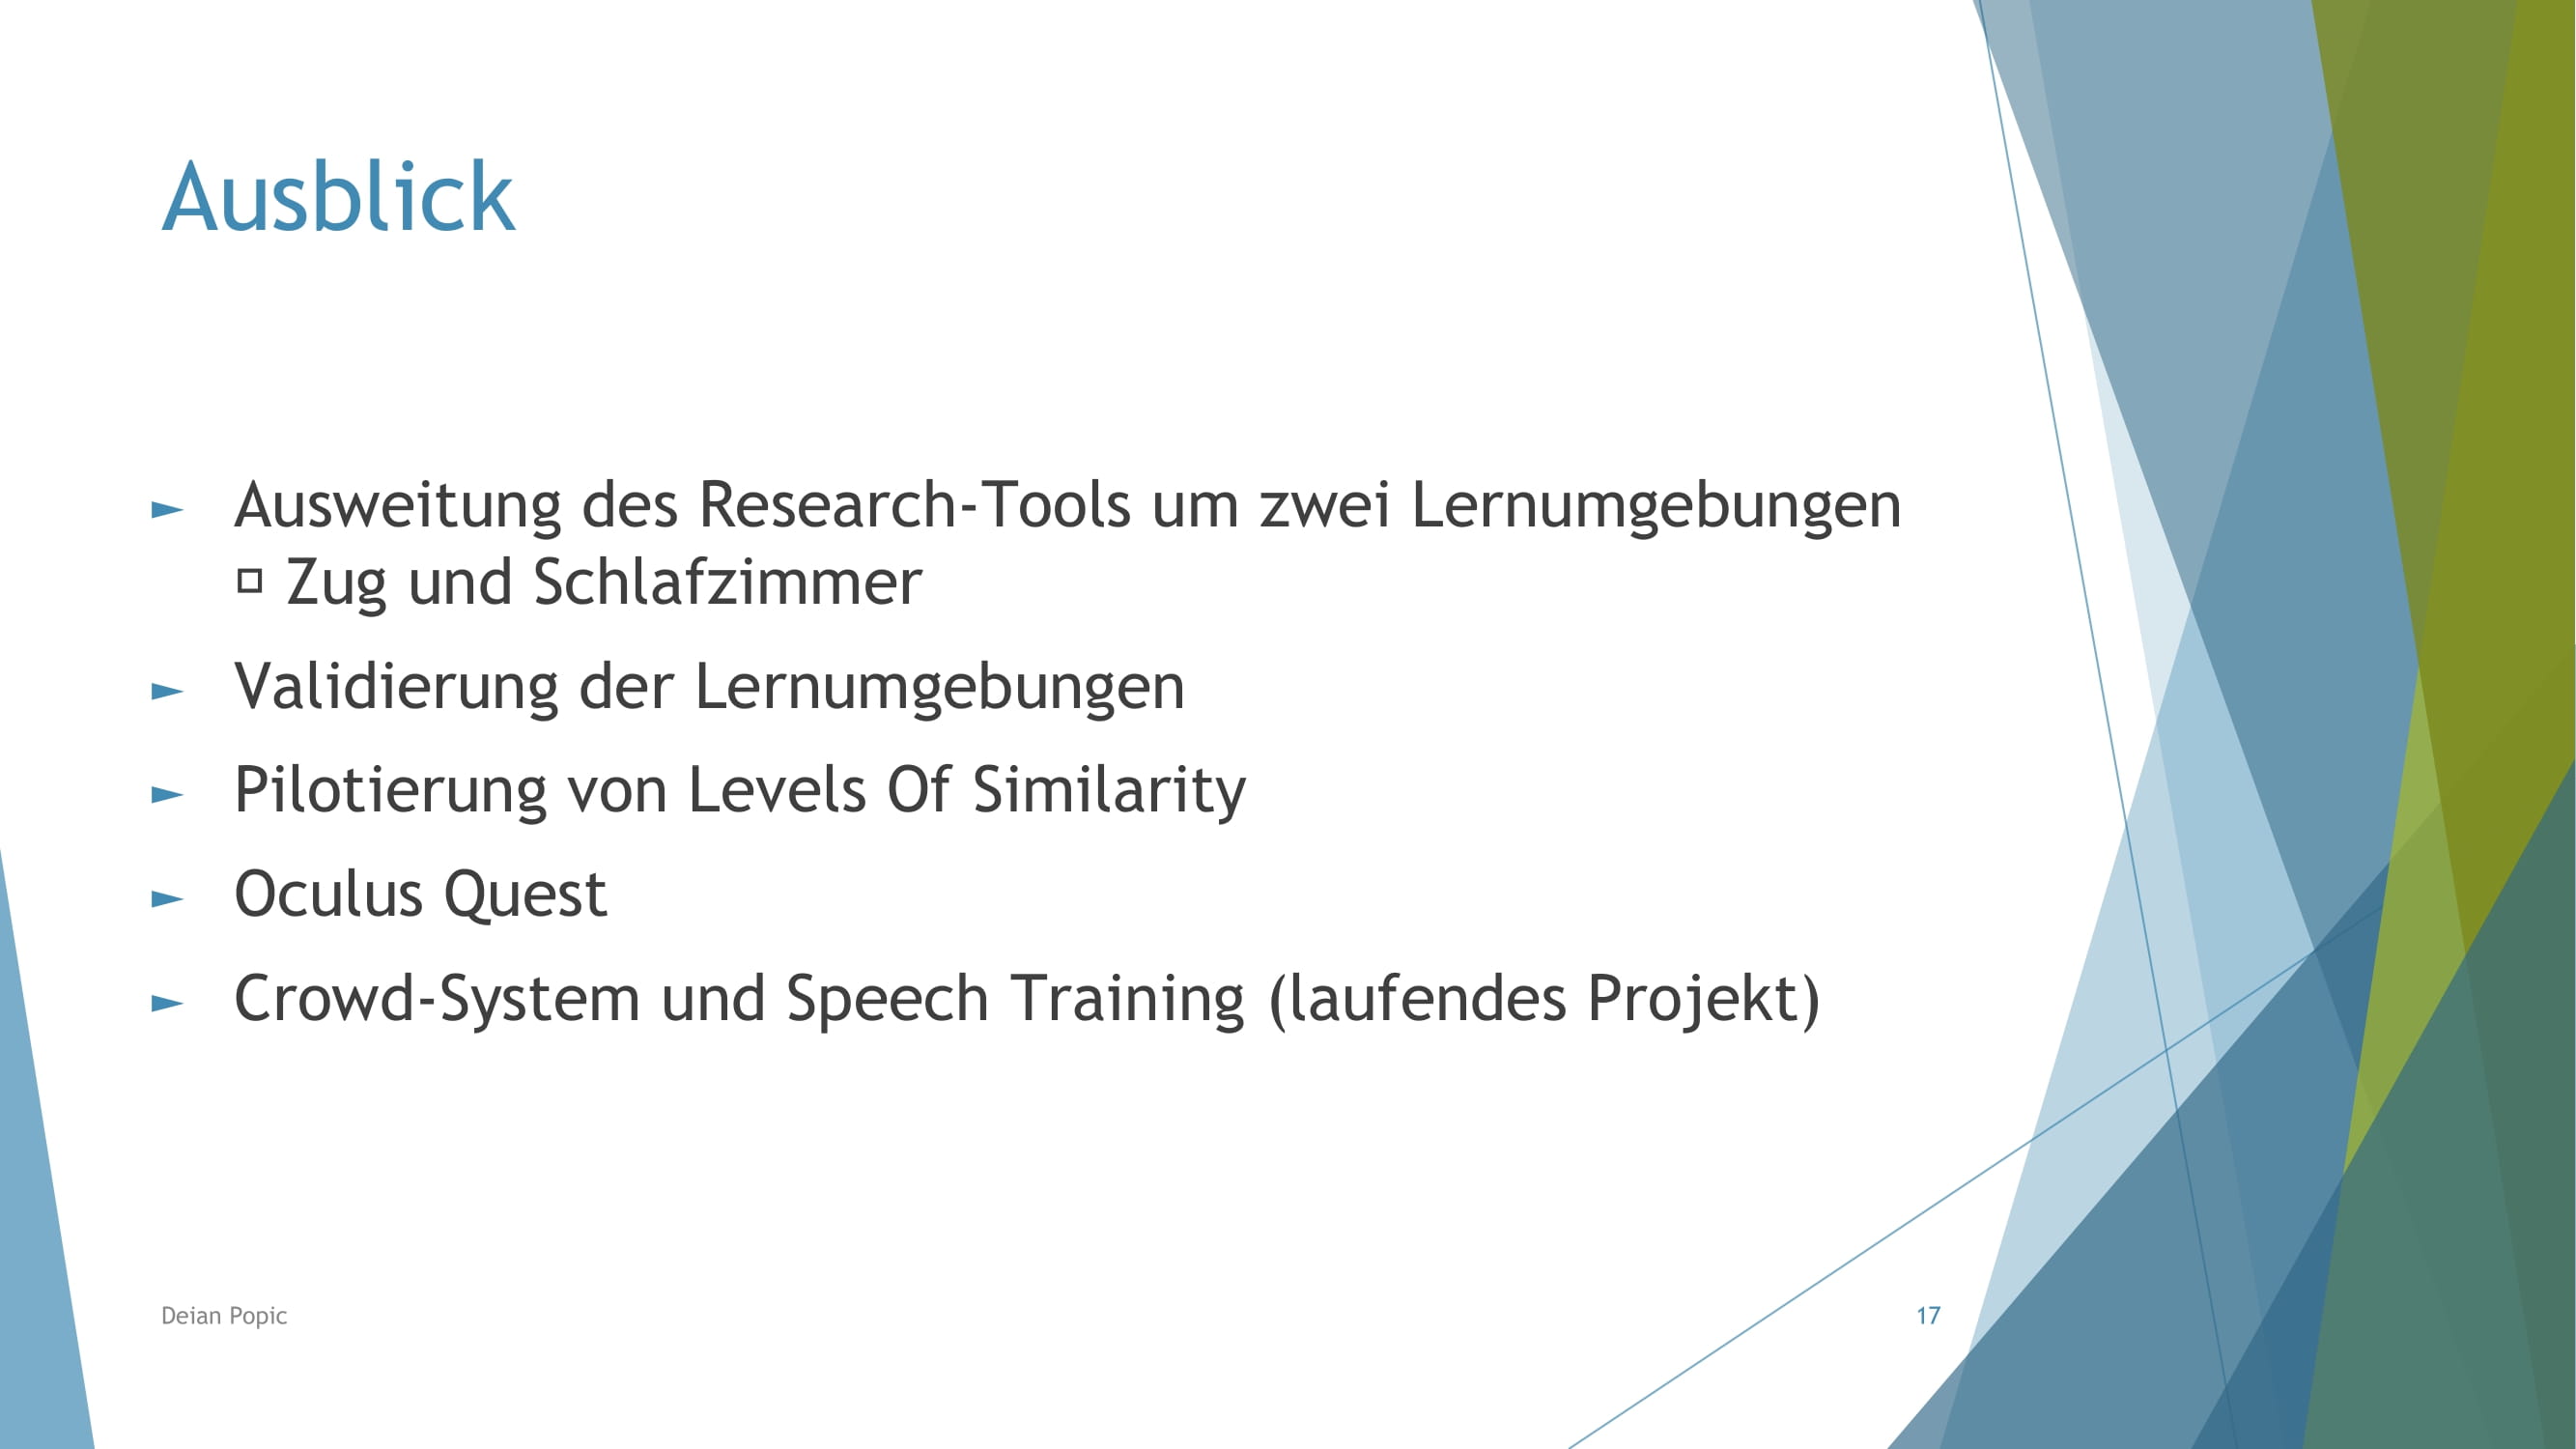 Ausblick
► Ausweitung des Research-Tools um zwei Lernumgebungen
▫ Zug und Schlafzimmer
► Validierung der Lernumgebungen
► Pilotierung von Levels Of Similarity
► Oculus Quest
► Crowd-System und Speech Training (laufendes Projekt)
Deian Popic
17